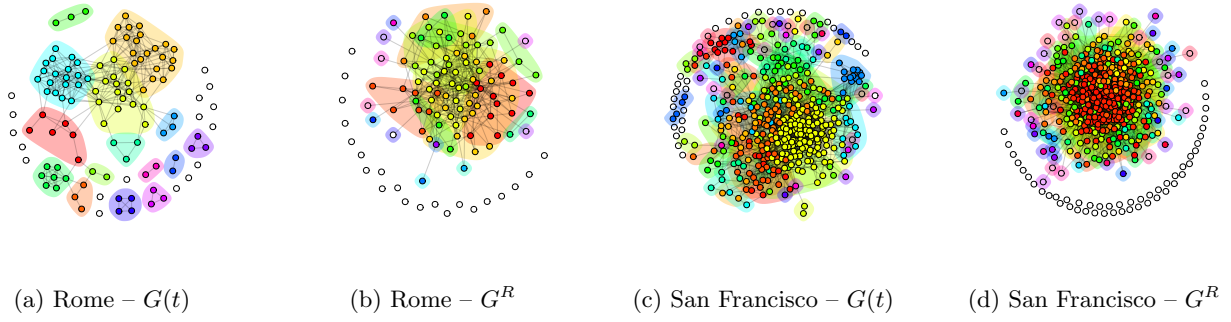 (a) Rome – G(t) (b) Rome – G^R (c) San Francisco – G(t) (d) San Francisco – G^R